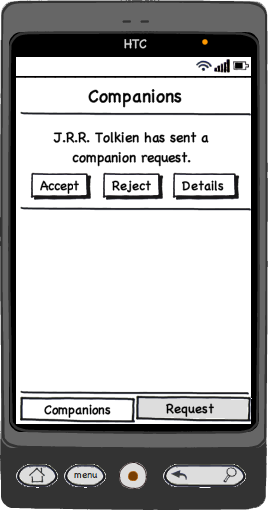 HTC
Companions
J.R.R. Tolkien has sent a
companion request.
Accept Reject Details
Companions Request
menu